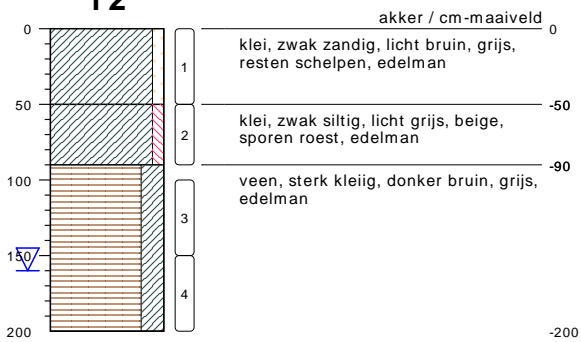 12
akker / cm-maaiveld
0
0
klei, zwak zandig, licht bruin, grijs,
resten schelpen, edelman
1
50
-50
klei, zwak siltig, licht grijs, beige,
sporen roest, edelman
2
-90
veen, sterk kleiig, donker bruin, grijs,
edelman
100
3
150
4
200
-200